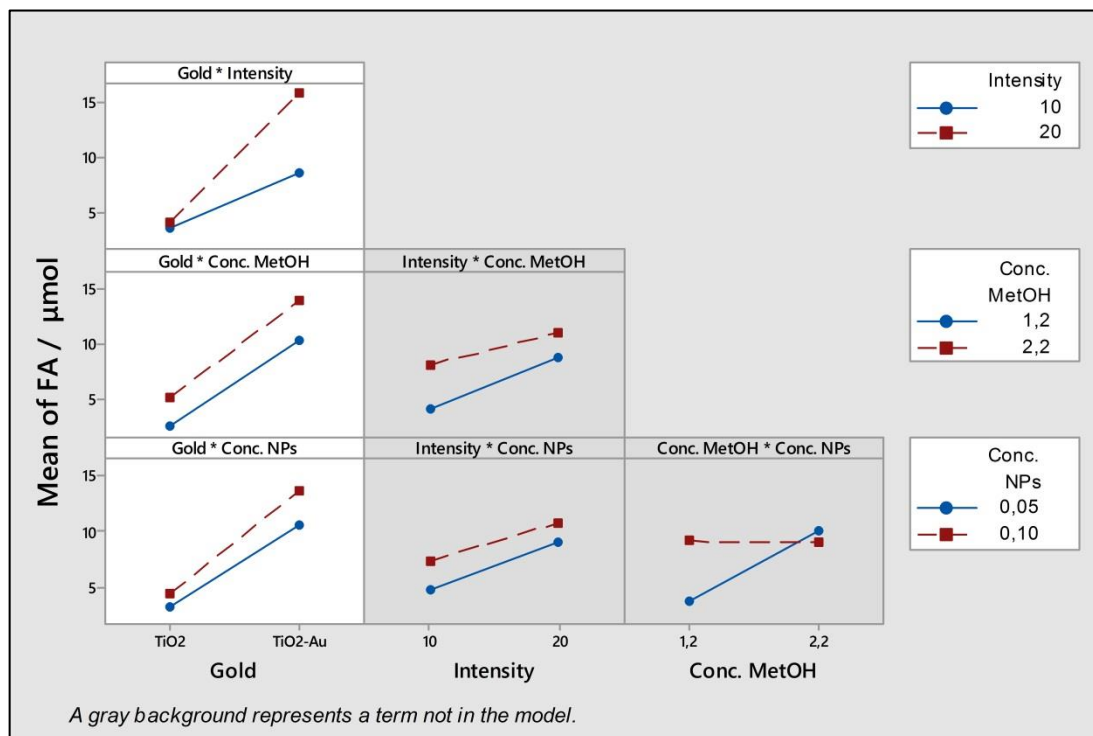 Gold * Intensity
15
10
5
Intensity
10
20
Gold * Conc. MetOH
Intensity * Conc. MetOH
15
10
5
Conc.
MetOH
1,2
2,2
Mean of FA / μmol
Gold * Conc. NPs
Intensity * Conc. NPs
Conc. MetOH * Conc. NPs
15
10
5
Conc.
NPs
0,05
0,10
TiO2
TiO2-Au
10
20
1,2
2,2
Gold
Intensity
Conc. MetOH
A gray background represents a term not in the model.